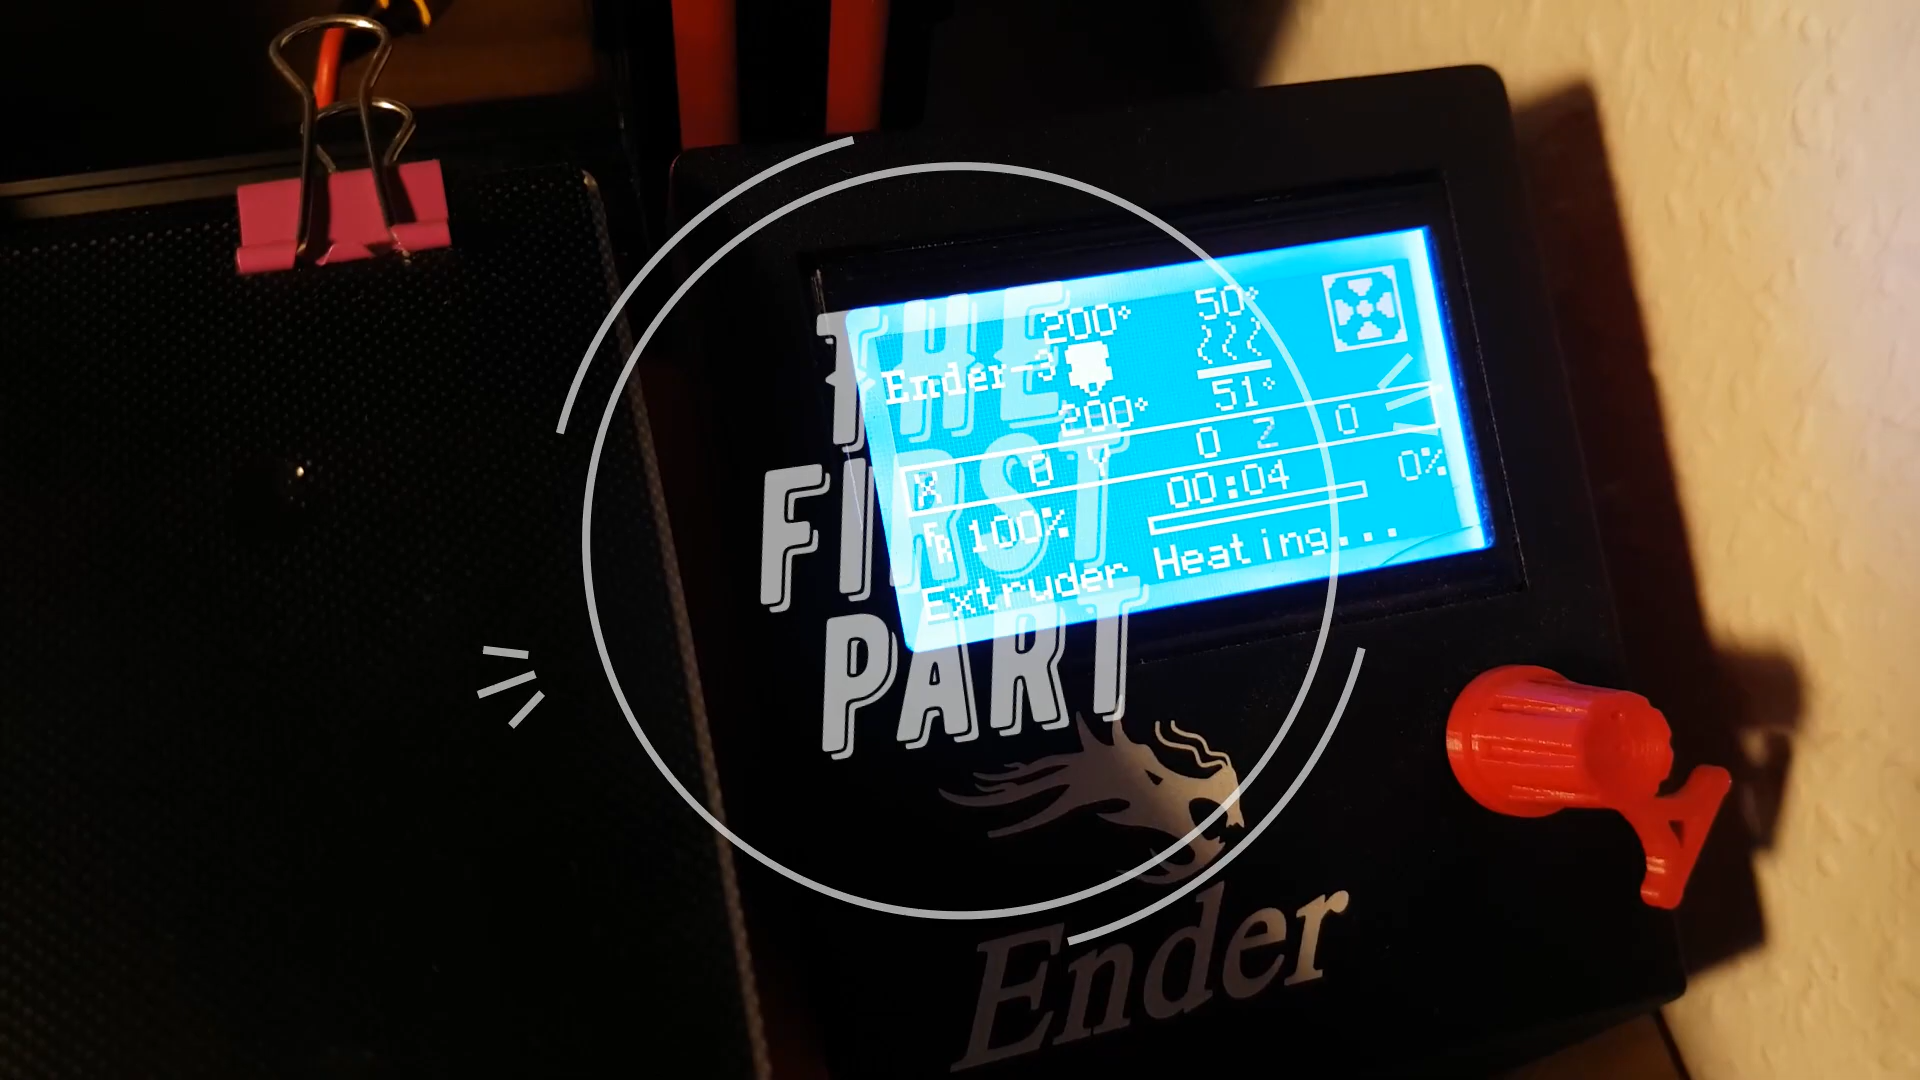 THE
FIRST
PART
200° 50°
Ender-3
200° 51°
X 0 Y 0 Z 0
FR 100% 00:04 0%
Extruder Heating...
Ender